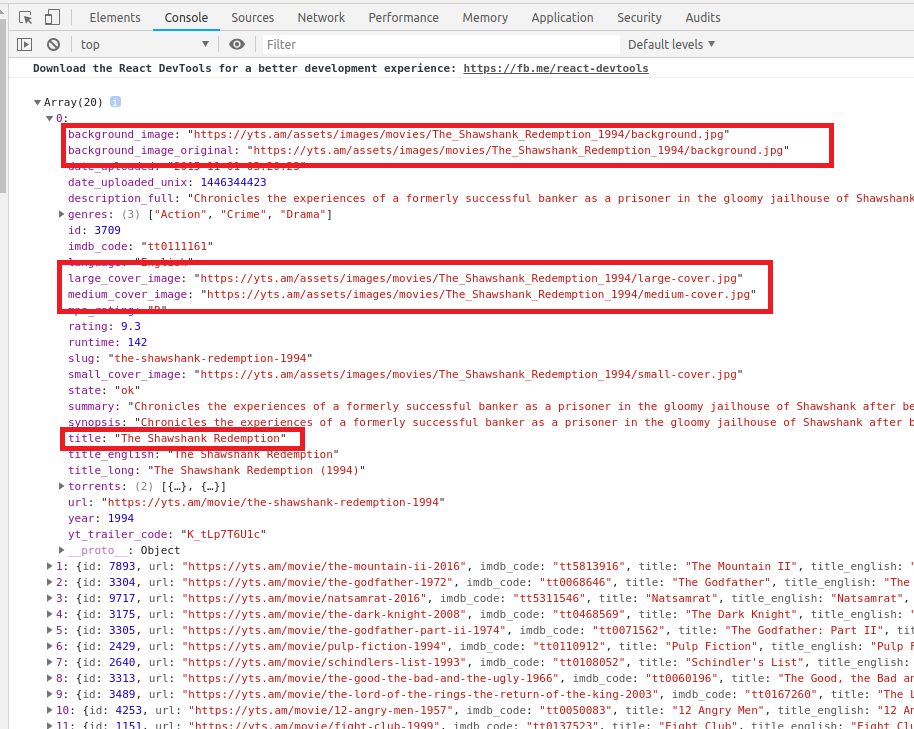 Elements Console Sources Network Performance Memory Application Security Audits
top Filter Default levels
Download the React DevTools for a better development experience: https://fb.me/react-devtools
Array(20) i
0:
background_image: "https://yts.am/assets/images/movies/The_Shawshank_Redemption_1994/background.jpg"
background_image_original: "https://yts.am/assets/images/movies/The_Shawshank_Redemption_1994/background.jpg"
date_uploaded:
date_uploaded_unix: 1446344423
description_full: "Chronicles the experiences of a formerly successful banker as a prisoner in the gloomy jailhouse of Shawshank
genres: (3) ["Action", "Crime", "Drama"]
id: 3709
imdb_code: "tt0111161"
language: "English"
large_cover_image: "https://yts.am/assets/images/movies/The_Shawshank_Redemption_1994/large-cover.jpg"
medium_cover_image: "https://yts.am/assets/images/movies/The_Shawshank_Redemption_1994/medium-cover.jpg"
mpa_rating: "R"
rating: 9.3
runtime: 142
slug: "the-shawshank-redemption-1994"
small_cover_image: "https://yts.am/assets/images/movies/The_Shawshank_Redemption_1994/small-cover.jpg"
state: "ok"
summary: "Chronicles the experiences of a formerly successful banker as a prisoner in the gloomy jailhouse of Shawshank after be
synopsis: "Chronicles the experiences of a formerly successful banker as a prisoner in the gloomy jailhouse of Shawshank after b
title: "The Shawshank Redemption"
title_english: "The Shawshank Redemption"
title_long: "The Shawshank Redemption (1994)"
torrents: (2) [{…}, {…}]
url: "https://yts.am/movie/the-shawshank-redemption-1994"
year: 1994
yt_trailer_code: "K_tLp7T6U1c"
__proto__: Object
1: {id: 7893, url: "https://yts.am/movie/the-mountain-ii-2016", imdb_code: "tt5813916", title: "The Mountain II", title_english: "
2: {id: 3304, url: "https://yts.am/movie/the-godfather-1972", imdb_code: "tt0068646", title: "The Godfather", title_english: "The
3: {id: 9717, url: "https://yts.am/movie/natsamrat-2016", imdb_code: "tt5311546", title: "Natsamrat", title_english: "Natsamrat",
4: {id: 3175, url: "https://yts.am/movie/the-dark-knight-2008", imdb_code: "tt0468569", title: "The Dark Knight", title_english: "
5: {id: 3305, url: "https://yts.am/movie/the-godfather-part-ii-1974", imdb_code: "tt0071562", title: "The Godfather: Part II", tit
6: {id: 2429, url: "https://yts.am/movie/pulp-fiction-1994", imdb_code: "tt0110912", title: "Pulp Fiction", title_english: "Pulp F
7: {id: 2640, url: "https://yts.am/movie/schindlers-list-1993", imdb_code: "tt0108052", title: "Schindler's List", title_english:
8: {id: 3313, url: "https://yts.am/movie/the-good-the-bad-and-the-ugly-1966", imdb_code: "tt0060196", title: "The Good, the Bad an
9: {id: 3489, url: "https://yts.am/movie/the-lord-of-the-rings-the-return-of-the-king-2003", imdb_code: "tt0167260", title: "The L
10: {id: 4253, url: "https://yts.am/movie/12-angry-men-1957", imdb_code: "tt0050083", title: "12 Angry Men", title_english: "12 An
11: {id: 1151, url: "https://yts.am/movie/fight-club-1999", imdb_code: "tt0137523", title: "Fight Club", title_english: "Fight Clu